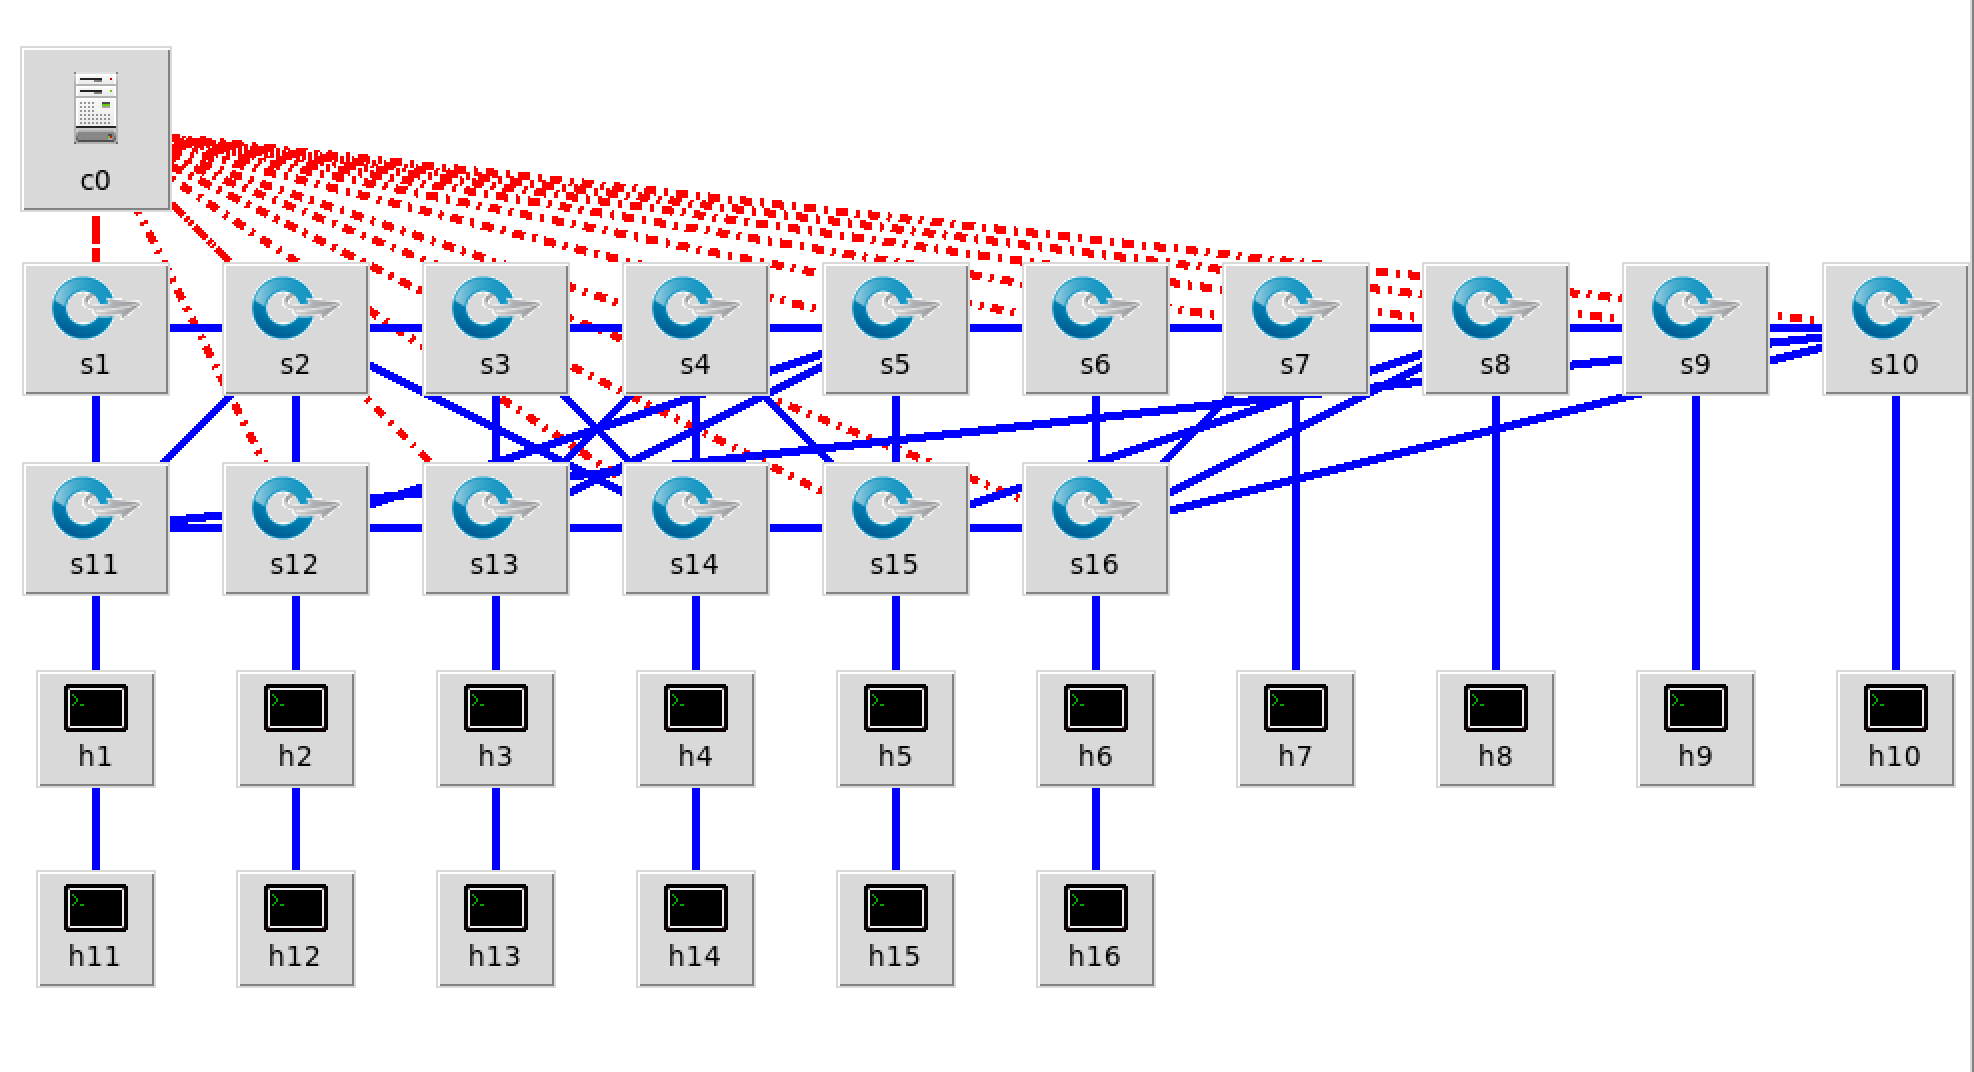 c0
s1 s2 s3 s4 s5 s6 s7 s8 s9 s10
s11 s12 s13 s14 s15 s16
h1 h2 h3 h4 h5 h6 h7 h8 h9 h10
h11 h12 h13 h14 h15 h16